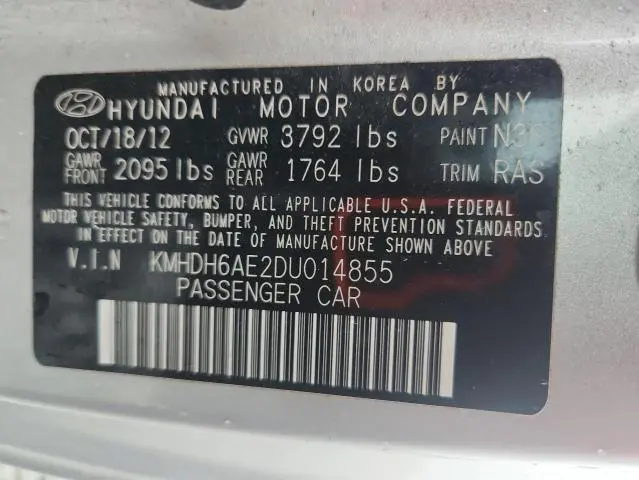 MANUFACTURED IN KOREA BY
HYUNDAI MOTOR COMPANY
OCT/18/12 GVWR 3792 lbs PAINT
GAWR FRONT 2095 lbs GAWR REAR 1764 lbs TRIM RAS
THIS VEHICLE CONFORMS TO ALL APPLICABLE U.S.A. FEDERAL
MOTOR VEHICLE SAFETY, BUMPER, AND THEFT PREVENTION STANDARDS
IN EFFECT ON THE DATE OF MANUFACTURE SHOWN ABOVE
V.I.N KMHDH6AE2DU014855
PASSENGER CAR